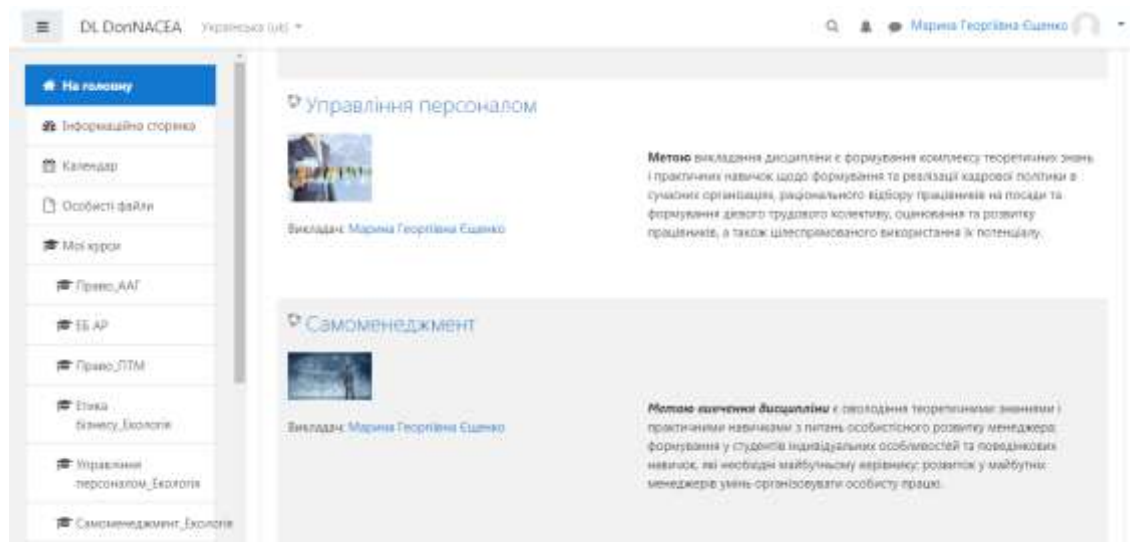 DL DonNACEA Українська (uk)
Марина Георгіївна Єщенко
На головну
Інформаційна сторінка
Календар
Особисті файли
Мої курси
Право_ААГ
ЕБ АР
Право_ПТМ
Етика
бізнесу_Екологія
Управління
персоналом_Екологія
Самоменеджмент_Екологія
Управління персоналом
Викладач: Марина Георгіївна Єщенко
Метою викладання дисципліни є формування комплексу теоретичних знань
і практичних навичок щодо формування та реалізації кадрової політики в
сучасних організаціях, раціонального відбору працівників на посади та
формування дієвого трудового колективу, оцінювання та розвитку
працівників, а також цілеспрямованого використання їх потенціалу.
Самоменеджмент
Викладач: Марина Георгіївна Єщенко
Метою вивчення дисципліни є оволодіння теоретичними знаннями і
практичними навичками з питань особистісного розвитку менеджера;
формування у студентів індивідуальних особливостей та поведінкових
навичок, які необхідні майбутньому керівнику; розвиток у майбутніх
менеджерів умінь організовувати особисту працю.